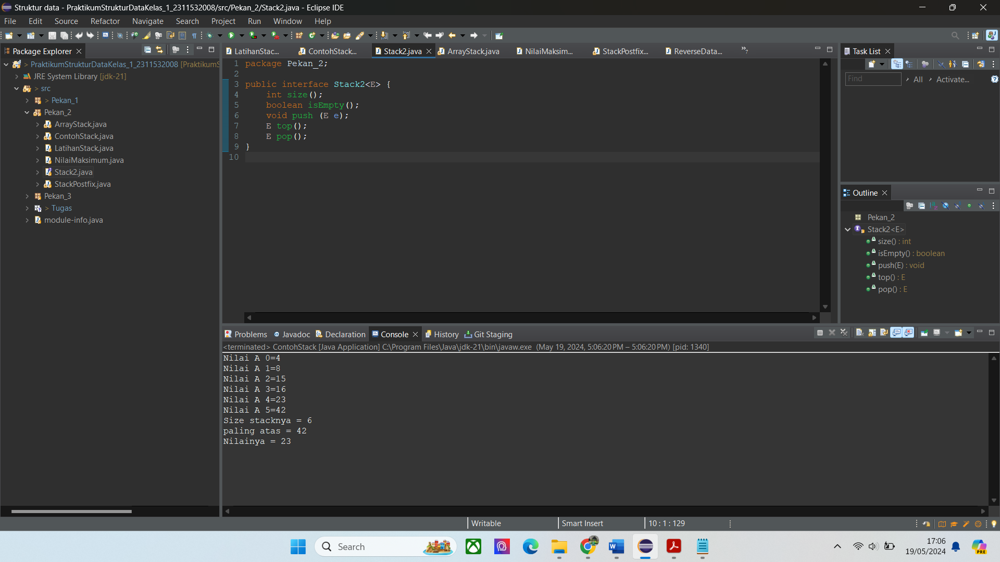 Struktur data - PraktikumStrukturDataKelas_1_2311532008/src/Pekan_2/Stack2.java - Eclipse IDE
File Edit Source Refactor Navigate Search Project Run Window Help
Package Explorer
> PraktikumStrukturDataKelas_1_2311532008 [PraktikumS
JRE System Library [jdk-21]
> src
> Pekan_1
Pekan_2
ArrayStack.java
ContohStack.java
LatihanStack.java
NilaiMaksimum.java
Stack2.java
StackPostfix.java
Pekan_3
> Tugas
module-info.java
LatihanStac... ContohStack... Stack2.java ArrayStack.java NilaiMaksim... StackPostfix... ReverseData... »7
1 package Pekan_2;
2
3 public interface Stack2<E> {
4 int size();
5 boolean isEmpty();
6 void push (E e);
7 E top();
8 E pop();
9 }
10
Task List
Find All Activate...
Outline
Pekan_2
Stack2<E>
size() : int
isEmpty() : boolean
push(E) : void
top() : E
pop() : E
Problems Javadoc Declaration Console History Git Staging
<terminated> ContohStack [Java Application] C:\Program Files\Java\jdk-21\bin\javaw.exe (May 19, 2024, 5:06:20 PM – 5:06:20 PM) [pid: 1340]
Nilai A 0=4
Nilai A 1=8
Nilai A 2=15
Nilai A 3=16
Nilai A 4=23
Nilai A 5=42
Size stacknya = 6
paling atas = 42
Nilainya = 23
Writable Smart Insert 10 : 1 : 129
Search
17:06
19/05/2024
PRE